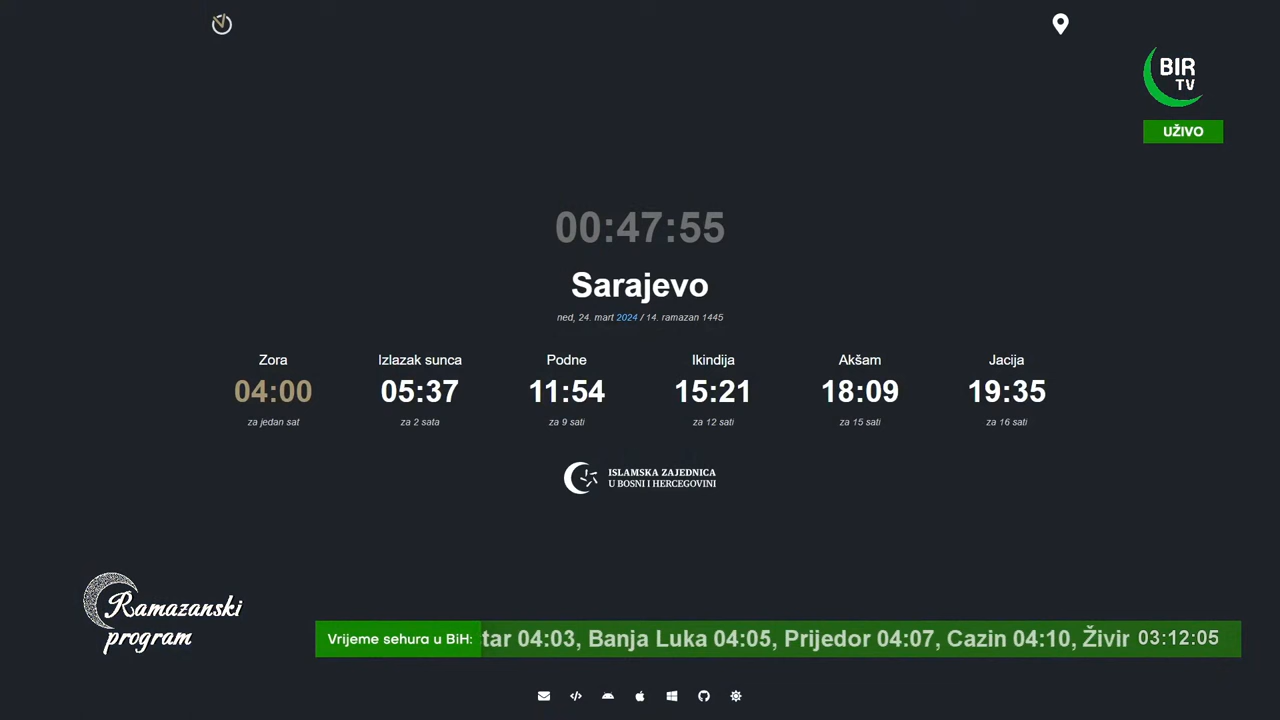 BIR
TV
UŽIVO
00:47:55
Sarajevo
ned, 24. mart 2024 / 14. ramazan 1445
Zora
04:00
za jedan sat
Izlazak sunca
05:37
za 2 sata
Podne
11:54
za 9 sati
Ikindija
15:21
za 12 sati
Akšam
18:09
za 15 sati
Jacija
19:35
za 16 sati
ISLAMSKA ZAJEDNICA
U BOSNI I HERCEGOVINI
Ramazanski
program
Vrijeme sehura u BiH: tar 04:03, Banja Luka 04:05, Prijedor 04:07, Cazin 04:10, Živir 03:12:05